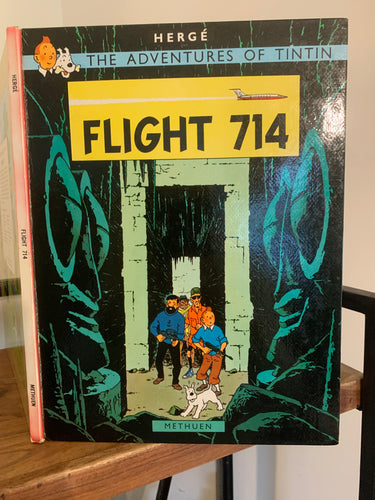 HERGÉ
THE ADVENTURES OF TINTIN
FLIGHT 714
METHUEN
HERGÉ
FLIGHT 714
METHUEN